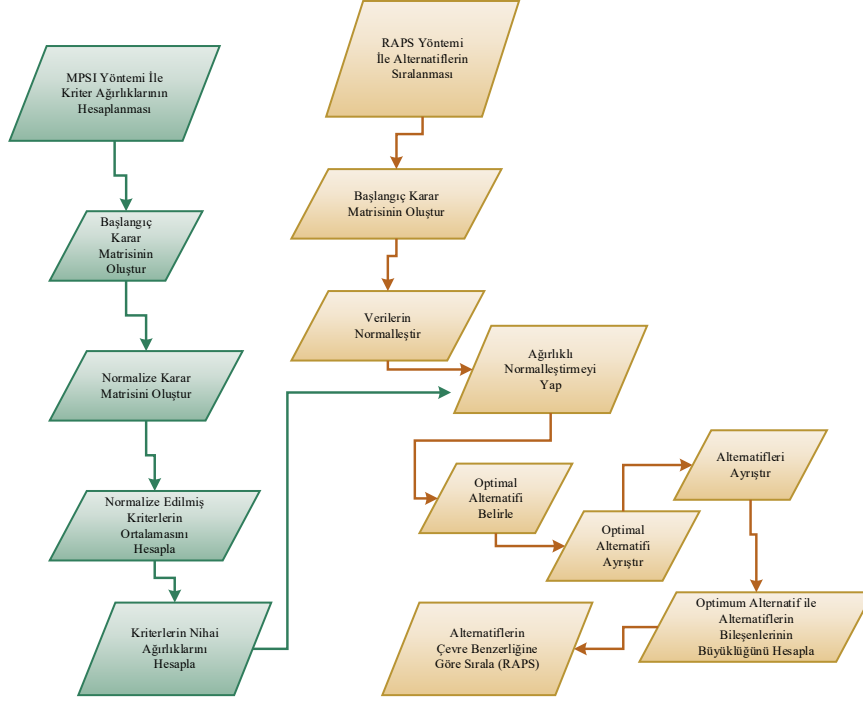 MPSI Yöntemi İle
Kriter Ağırlıklarının
Hesaplanması
Başlangıç
Karar
Matrisinin
Oluştur
Normalize Karar
Matrisini Oluştur
Normalize Edilmiş
Kriterlerin
Ortalamasını
Hesapla
Kriterlerin Nihai
Ağırlıklarını
Hesapla
RAPS Yöntemi
İle Alternatiflerin
Sıralanması
Başlangıç Karar
Matrisinin Oluştur
Verilerin
Normalleştir
Ağırlıklı
Normalleştirmeyi
Yap
Optimal
Alternatifi
Belirle
Optimal
Alternatifi
Ayrıştır
Alternatifleri
Ayrıştır
Optimum Alternatif ile
Alternatiflerin
Bileşenlerinin
Büyüklüğünü Hesapla
Alternatiflerin
Çevre Benzerliğine
Göre Sırala (RAPS)